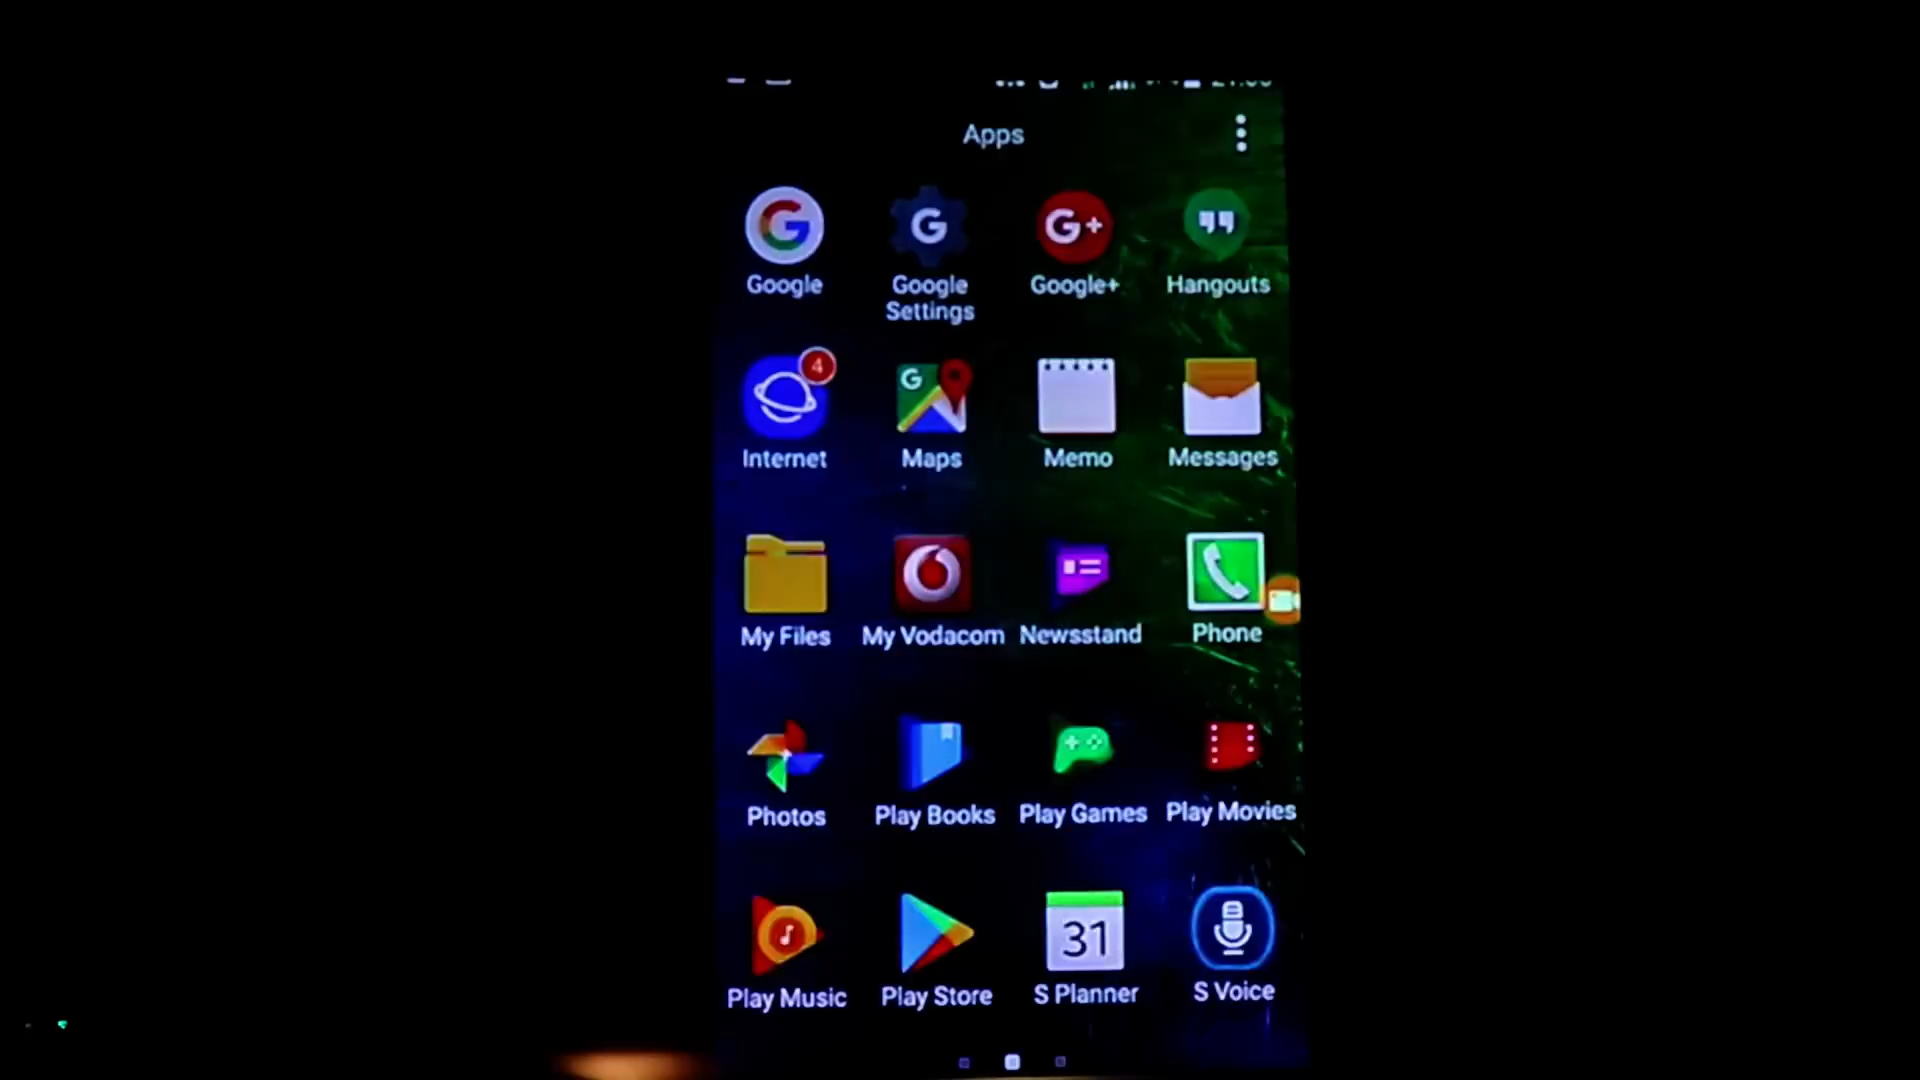 Apps
Google
Google
Settings
Google+
Hangouts
4
Internet
Maps
Memo
Messages
My Files
My Vodacom
Newsstand
Phone
Photos
Play Books
Play Games
Play Movies
31
Play Music
Play Store
S Planner
S Voice